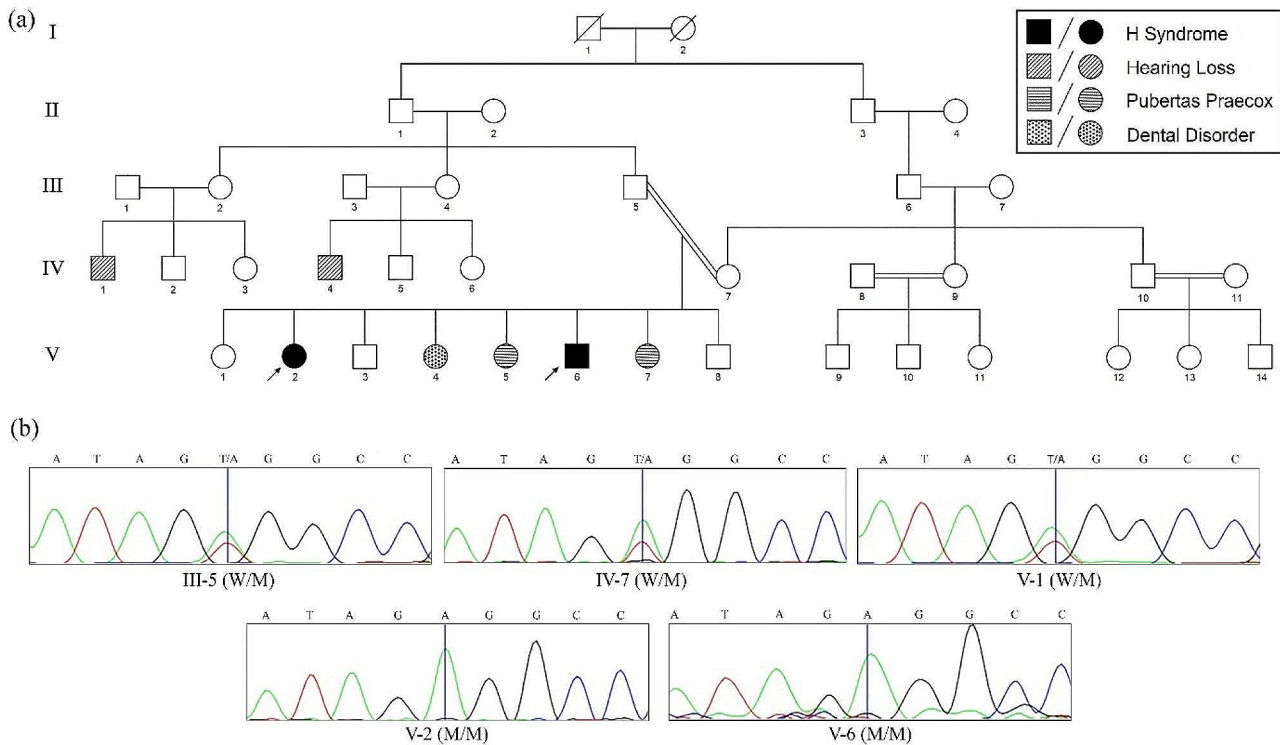 (a)
I
1 2
H Syndrome
Hearing Loss
Pubertas Praecox
Dental Disorder
II
1 2 3 4
III
1 2 3 4 5 6 7
IV
1 2 3 4 5 6 7 8 9 10 11
V
1 2 3 4 5 6 7 8 9 10 11 12 13 14
(b)
A T A G T/A G G C C
A T A G T/A G G C C
A T A G T/A G G C C
III-5 (W/M)
IV-7 (W/M)
V-1 (W/M)
A T A G A G G C C
A T A G A G G C C
V-2 (M/M)
V-6 (M/M)